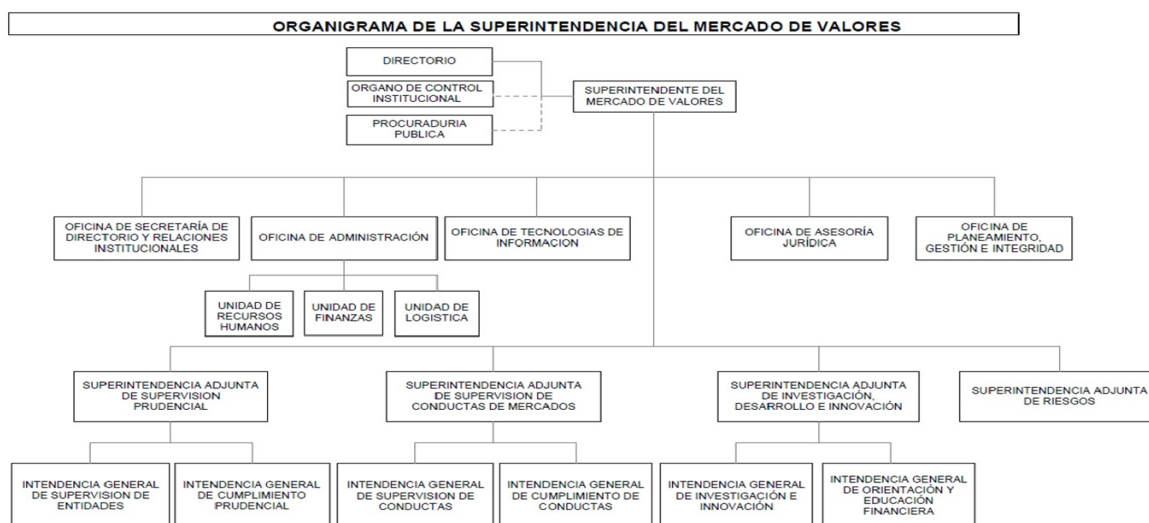 ORGANIGRAMA DE LA SUPERINTENDENCIA DEL MERCADO DE VALORES
DIRECTORIO
ORGANO DE CONTROL
INSTITUCIONAL
PROCURADURIA
PUBLICA
SUPERINTENDENTE DEL
MERCADO DE VALORES
OFICINA DE SECRETARÍA DE
DIRECTORIO Y RELACIONES
INSTITUCIONALES
OFICINA DE ADMINISTRACIÓN
OFICINA DE TECNOLOGIAS DE
INFORMACION
OFICINA DE ASESORÍA
JURÍDICA
OFICINA DE
PLANEAMIENTO,
GESTIÓN E INTEGRIDAD
UNIDAD DE
RECURSOS
HUMANOS
UNIDAD DE
FINANZAS
UNIDAD DE
LOGISTICA
SUPERINTENDENCIA ADJUNTA
DE SUPERVISION
PRUDENCIAL
SUPERINTENDENCIA ADJUNTA
DE SUPERVISION DE
CONDUCTAS DE MERCADOS
SUPERINTENDENCIA ADJUNTA
DE INVESTIGACIÓN,
DESARROLLO E INNOVACIÓN
SUPERINTENDENCIA ADJUNTA
DE RIESGOS
INTENDENCIA GENERAL
DE SUPERVISION DE
ENTIDADES
INTENDENCIA GENERAL
DE CUMPLIMIENTO
PRUDENCIAL
INTENDENCIA GENERAL
DE SUPERVISION DE
CONDUCTAS
INTENDENCIA GENERAL
DE CUMPLIMIENTO DE
CONDUCTAS
INTENDENCIA GENERAL
DE INVESTIGACIÓN E
INNOVACIÓN
INTENDENCIA GENERAL
DE ORIENTACIÓN Y
EDUCACIÓN
FINANCIERA